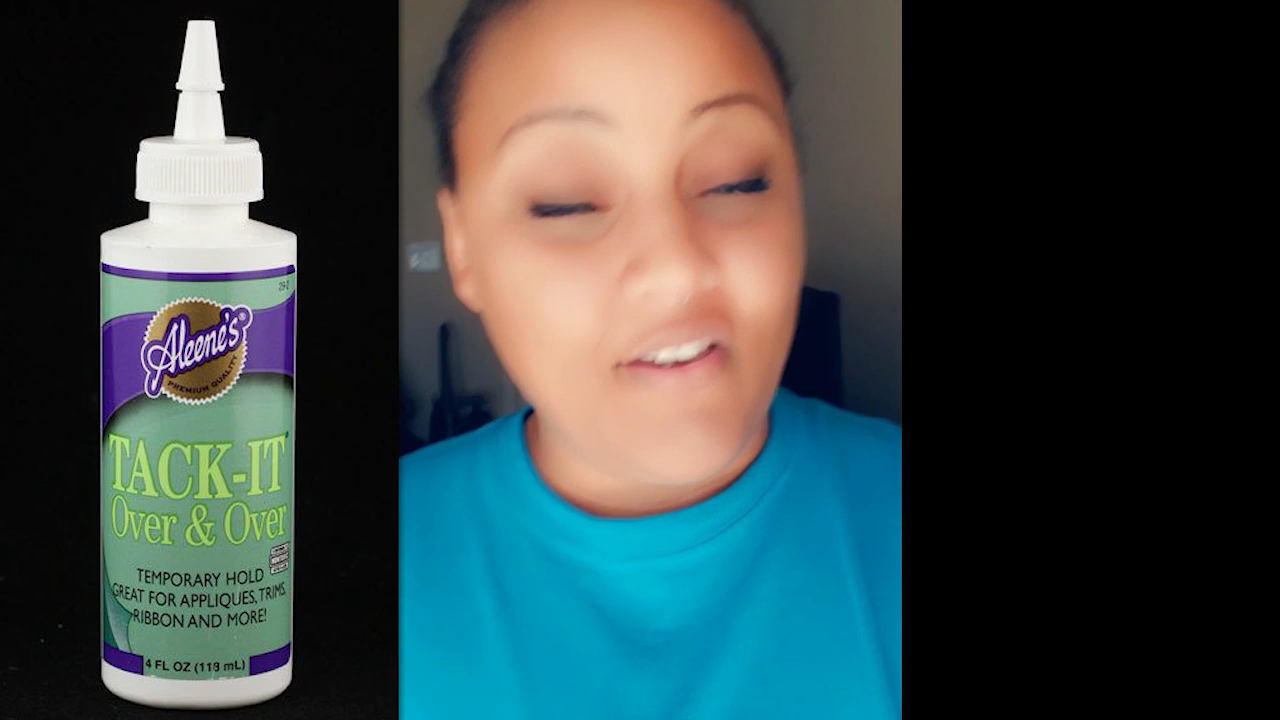 Aleene's®
PREMIUM QUALITY
TACK-IT
Over & Over
TEMPORARY HOLD
GREAT FOR APPLIQUES, TRIMS,
RIBBON AND MORE!
4 FL OZ (118 mL)